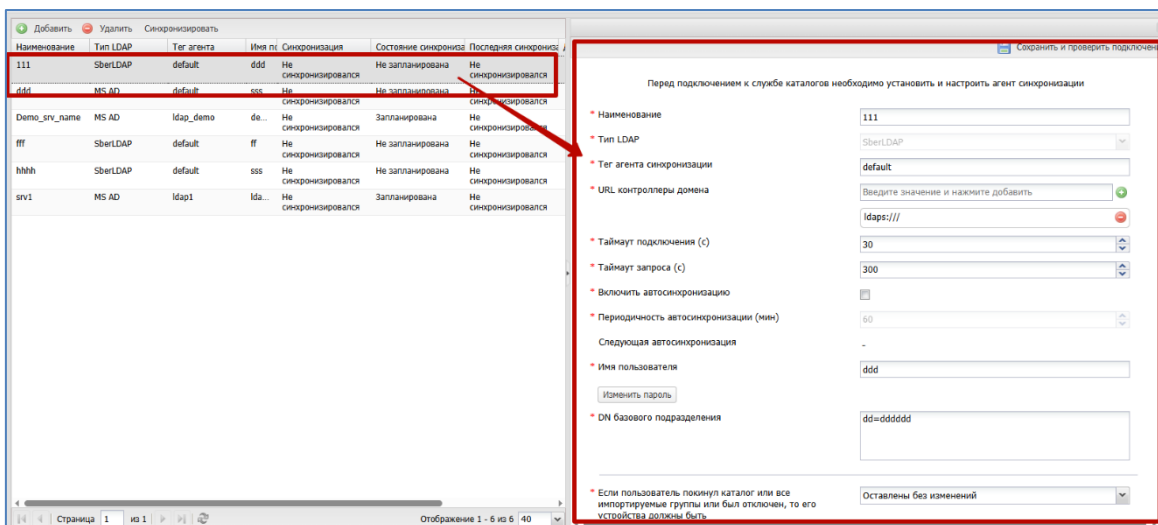 Добавить Удалить Синхронизировать
Наименование Тип LDAP Тег агента Имя по Синхронизация Состояние синхрониза Последняя синхрониза
111 SberLDAP default ddd Не синхронизировался Не запланирована Не синхронизировался
ddd MS AD default sss Не синхронизировался Не запланирована Не синхронизировался
Demo_srv_name MS AD ldap_demo de... Не синхронизировался Запланирована Не синхронизировался
fff SberLDAP default ff Не синхронизировался Не запланирована Не синхронизировался
hhhh SberLDAP default sss Не синхронизировался Не запланирована Не синхронизировался
srv1 MS AD ldap1 lda... Не синхронизировался Запланирована Не синхронизировался
Страница 1 из 1 Отображение 1 - 6 из 6 40
Сохранить и проверить подключени
Перед подключением к службе каталогов необходимо установить и настроить агент синхронизации
* Наименование 111
* Тип LDAP SberLDAP
* Тег агента синхронизации default
* URL контроллеры домена Введите значение и нажмите добавить
ldaps:///
* Таймаут подключения (с) 30
* Таймаут запроса (с) 300
* Включить автосинхронизацию
* Периодичность автосинхронизации (мин) 60
Следующая автосинхронизация -
* Имя пользователя ddd
Изменить пароль
* DN базового подразделения dd=dddddd
* Если пользователь покинул каталог или все Оставлены без изменений
импортируемые группы или был отключен, то его
устройства должны быть